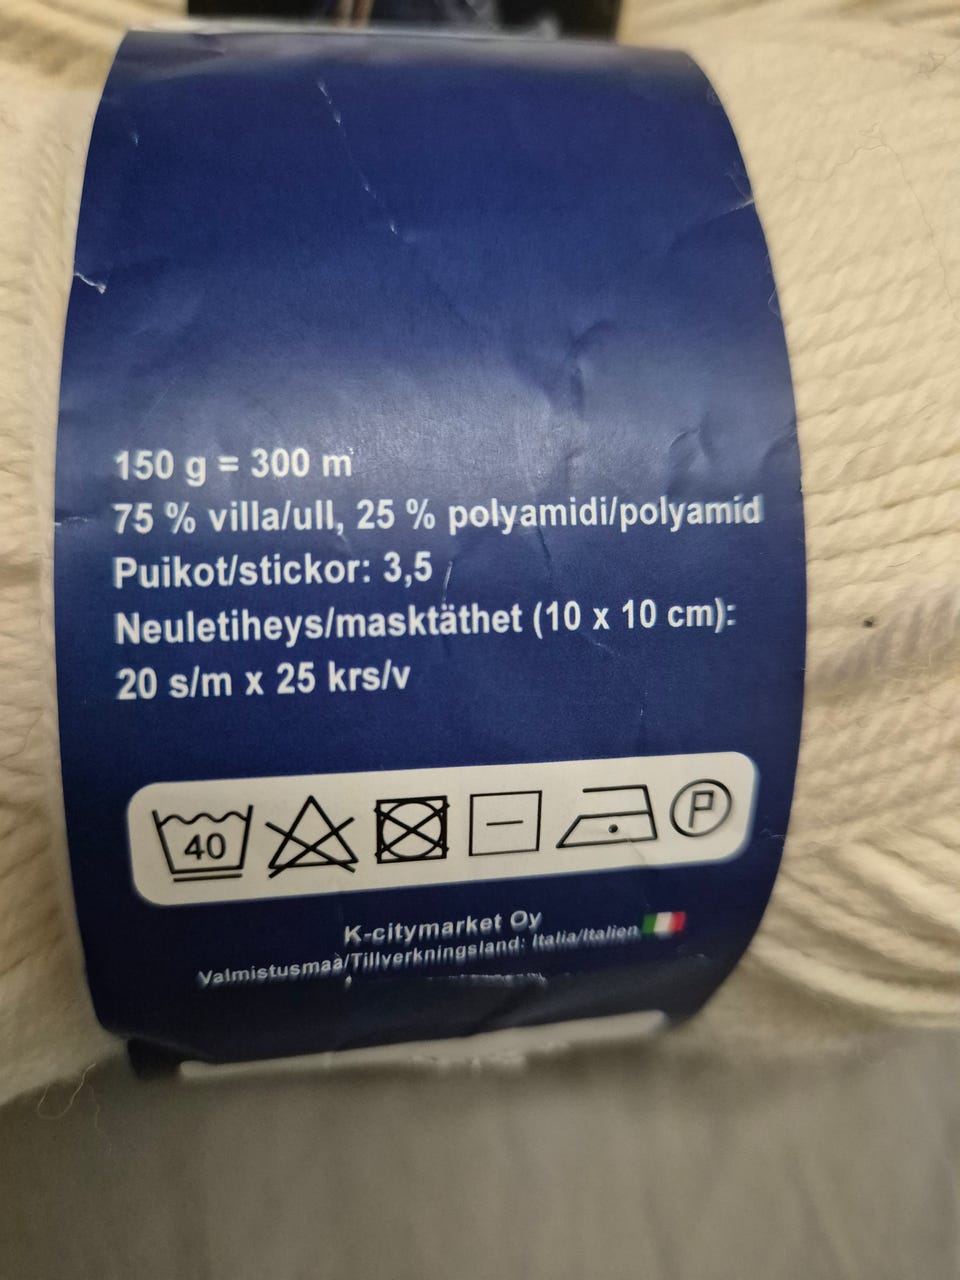 150 g = 300 m
75 % villa/ull, 25 % polyamidi/polyamid
Puikot/stickor: 3,5
Neuletiheys/masktäthet (10 x 10 cm):
20 s/m x 25 krs/v
40 P
K-citymarket Oy
Valmistusmaa/Tillverkningsland: Italia/Italien